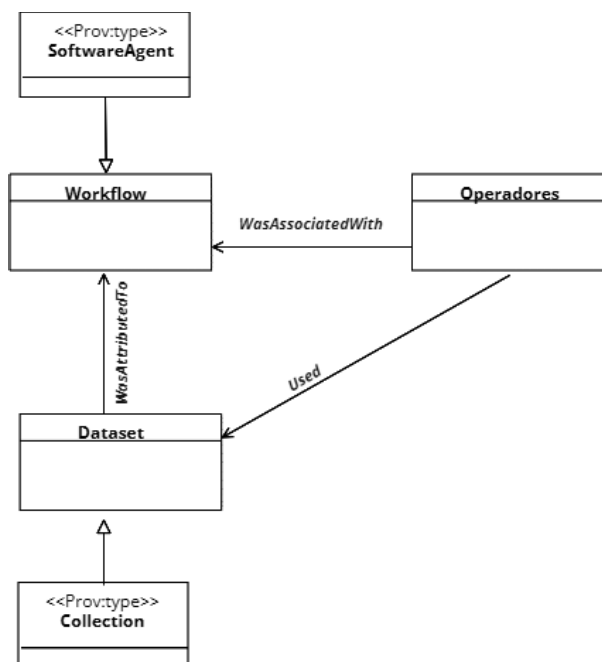 <<Prov:type>>
SoftwareAgent
Workflow
Operadores
WasAssociatedWith
WasAttributedTo
Used
Dataset
<<Prov:type>>
Collection